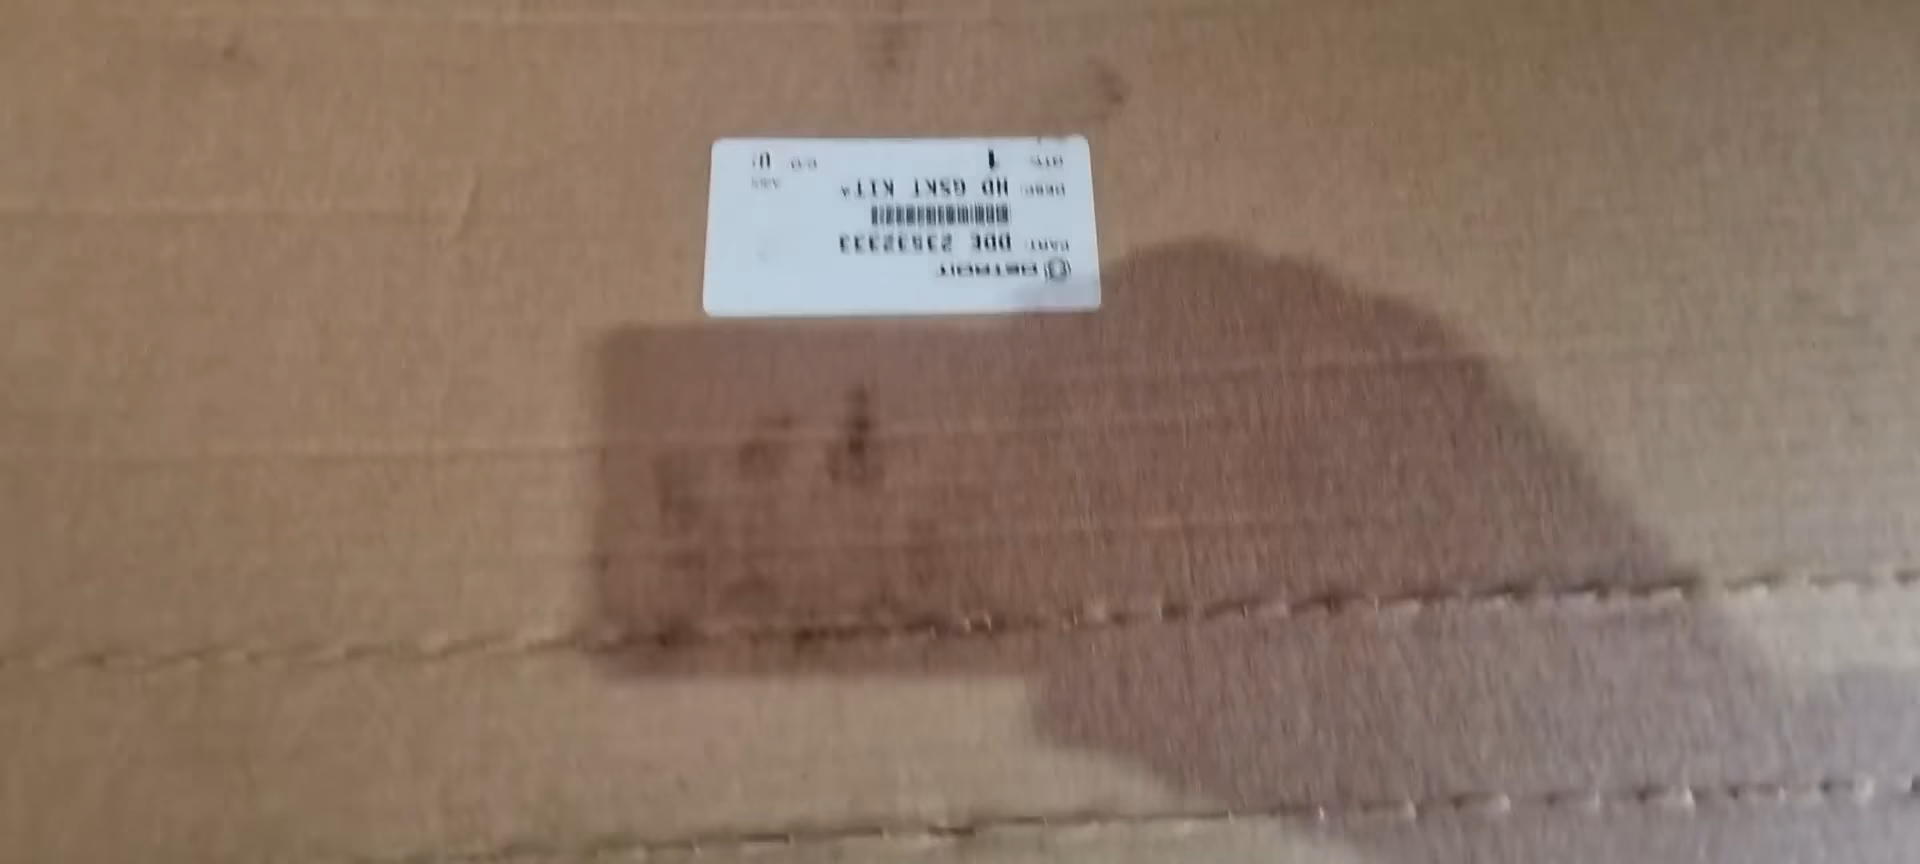 DETROIT
PART: DDE 23532333
DESC: HD GSKT KIT*
QTY: 1